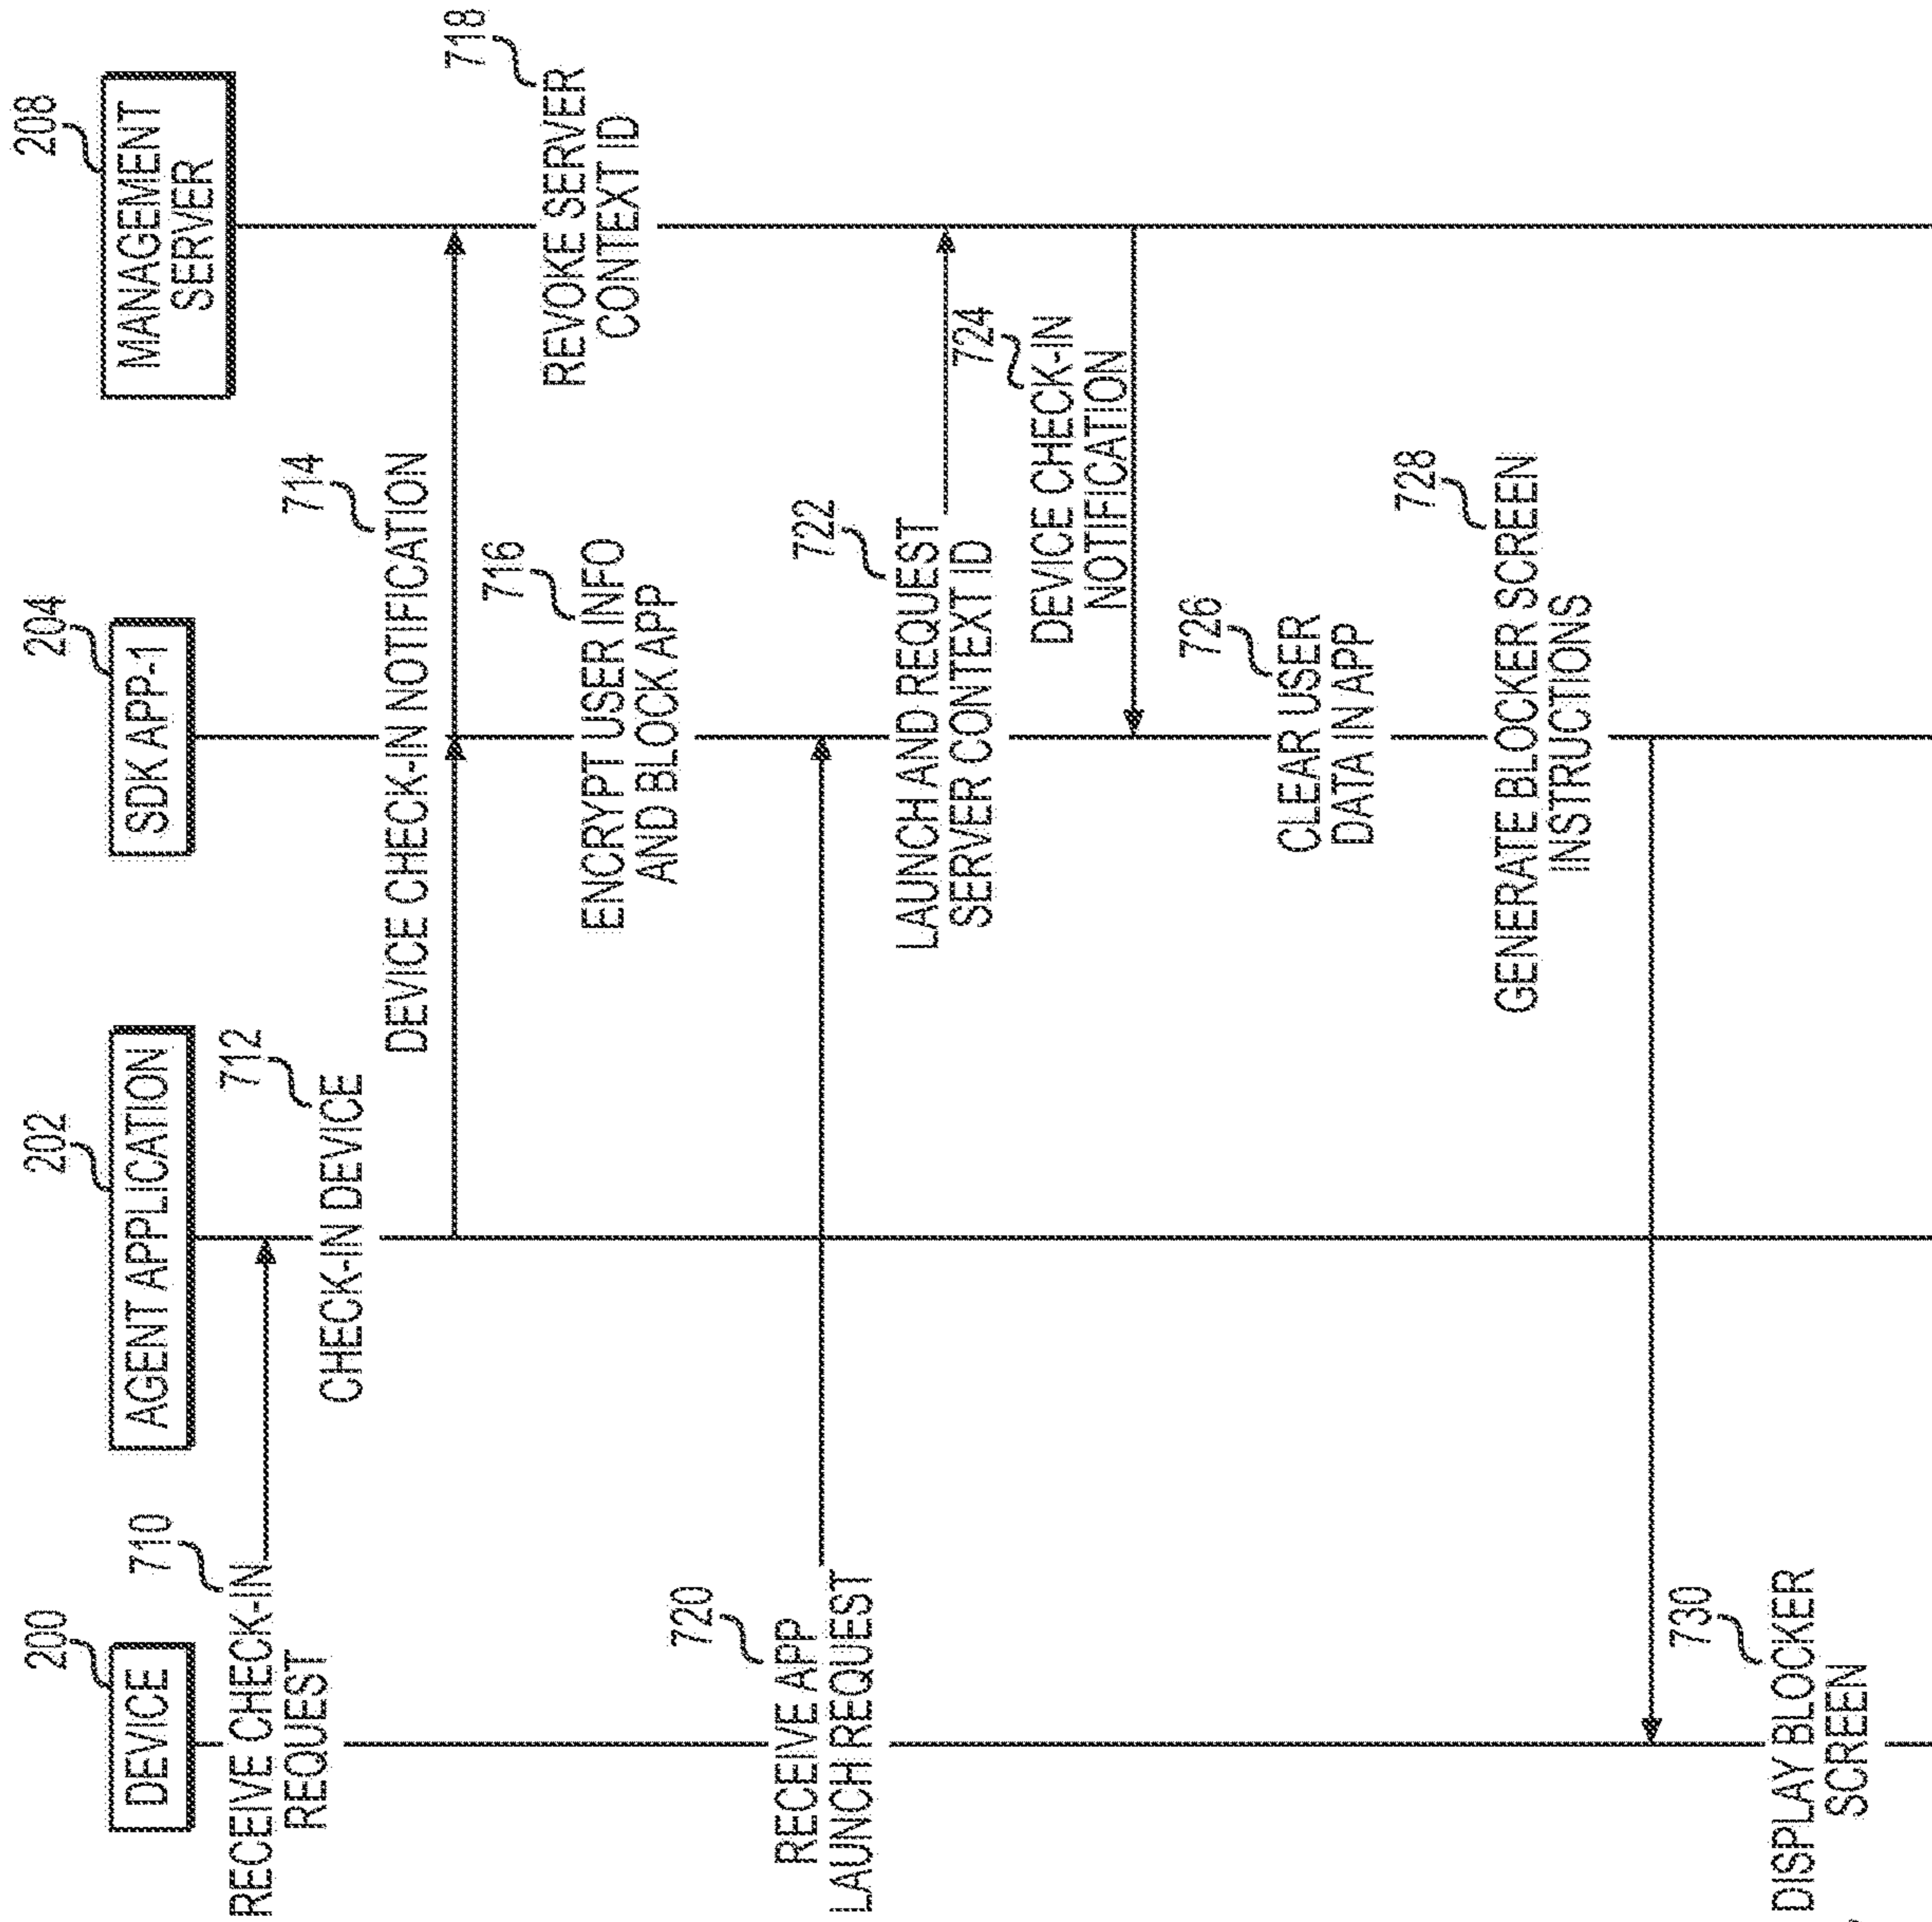 200
DEVICE
202
AGENT APPLICATION
204
SDK APP-1
208
MANAGEMENT
SERVER
710
RECEIVE CHECK-IN
REQUEST
712
CHECK-IN DEVICE
714
DEVICE CHECK-IN NOTIFICATION
716
ENCRYPT USER INFO
AND BLOCK APP
718
REVOKE SERVER
CONTEXT ID
720
RECEIVE APP
LAUNCH REQUEST
722
LAUNCH AND REQUEST
SERVER CONTEXT ID
724
DEVICE CHECK-IN
NOTIFICATION
726
CLEAR USER
DATA IN APP
728
GENERATE BLOCKER SCREEN
INSTRUCTIONS
730
DISPLAY BLOCKER
SCREEN